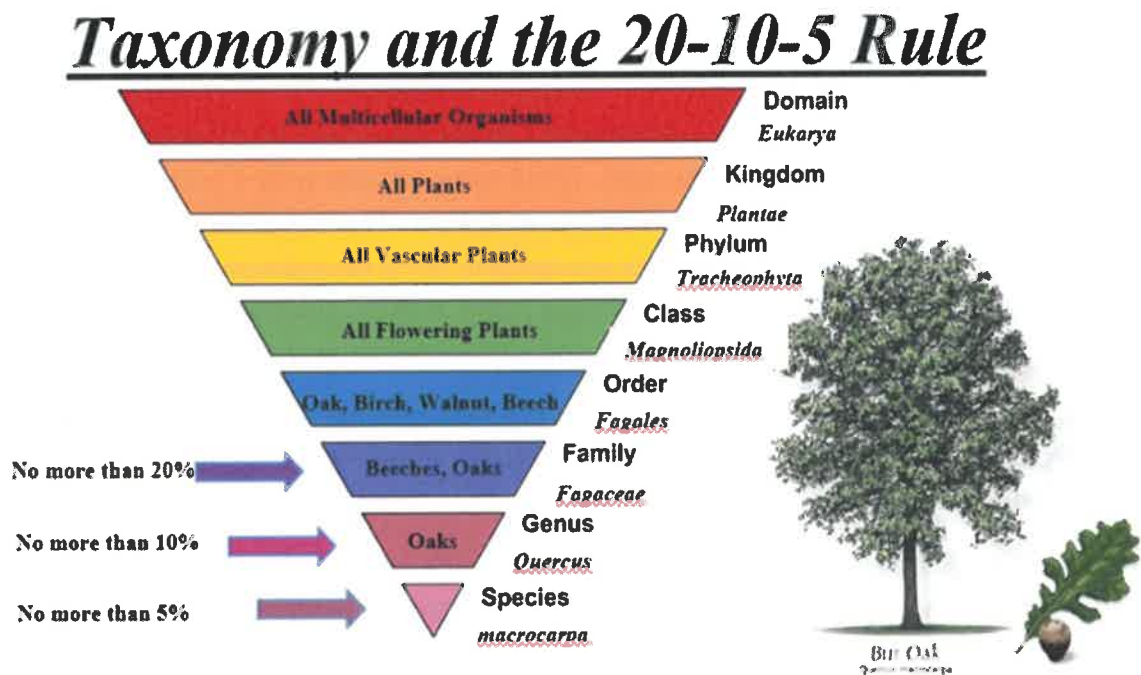 Taxonomy and the 20-10-5 Rule
All Multicellular Organisms
Domain
Eukarya
All Plants
Kingdom
Plantae
All Vascular Plants
Phylum
Tracheophyta
All Flowering Plants
Class
Magnoliopsida
Oak, Birch, Walnut, Beech
Order
Fagales
No more than 20%
Beeches, Oaks
Family
Fagaceae
No more than 10%
Oaks
Genus
Quercus
No more than 5%
Species
macrocarpa
Bur Oak